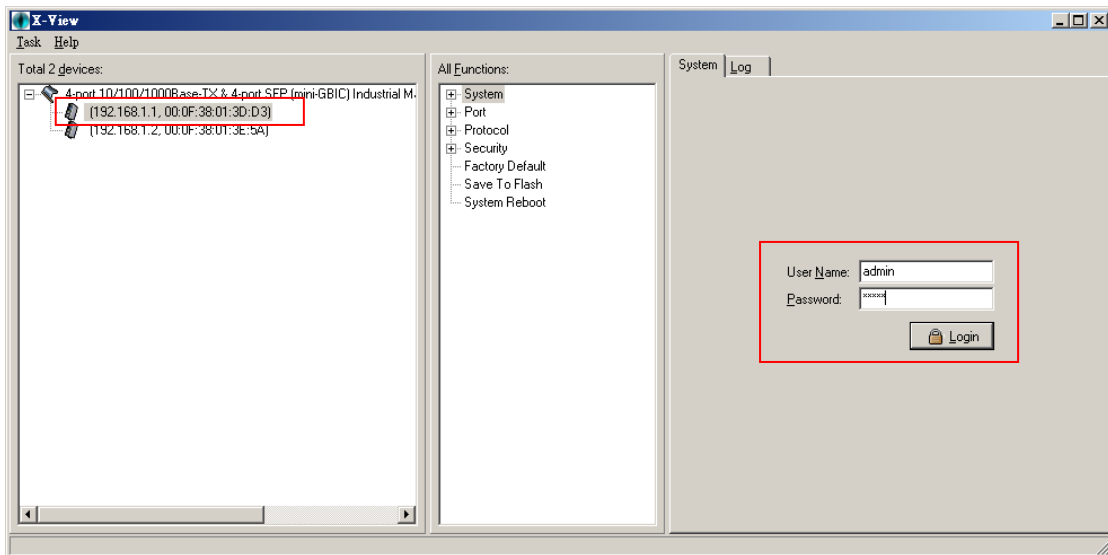 X-View
Task Help
Total 2 devices:
4-port 10/100/1000Base-TX & 4-port SFP (mini-GBIC) Industrial M
(192.168.1.1, 00:0F:38:01:3D:D3)
(192.168.1.2, 00:0F:38:01:3E:5A)
All Functions:
System
Port
Protocol
Security
Factory Default
Save To Flash
System Reboot
System Log
User Name: admin
Password: xxxxx
Login